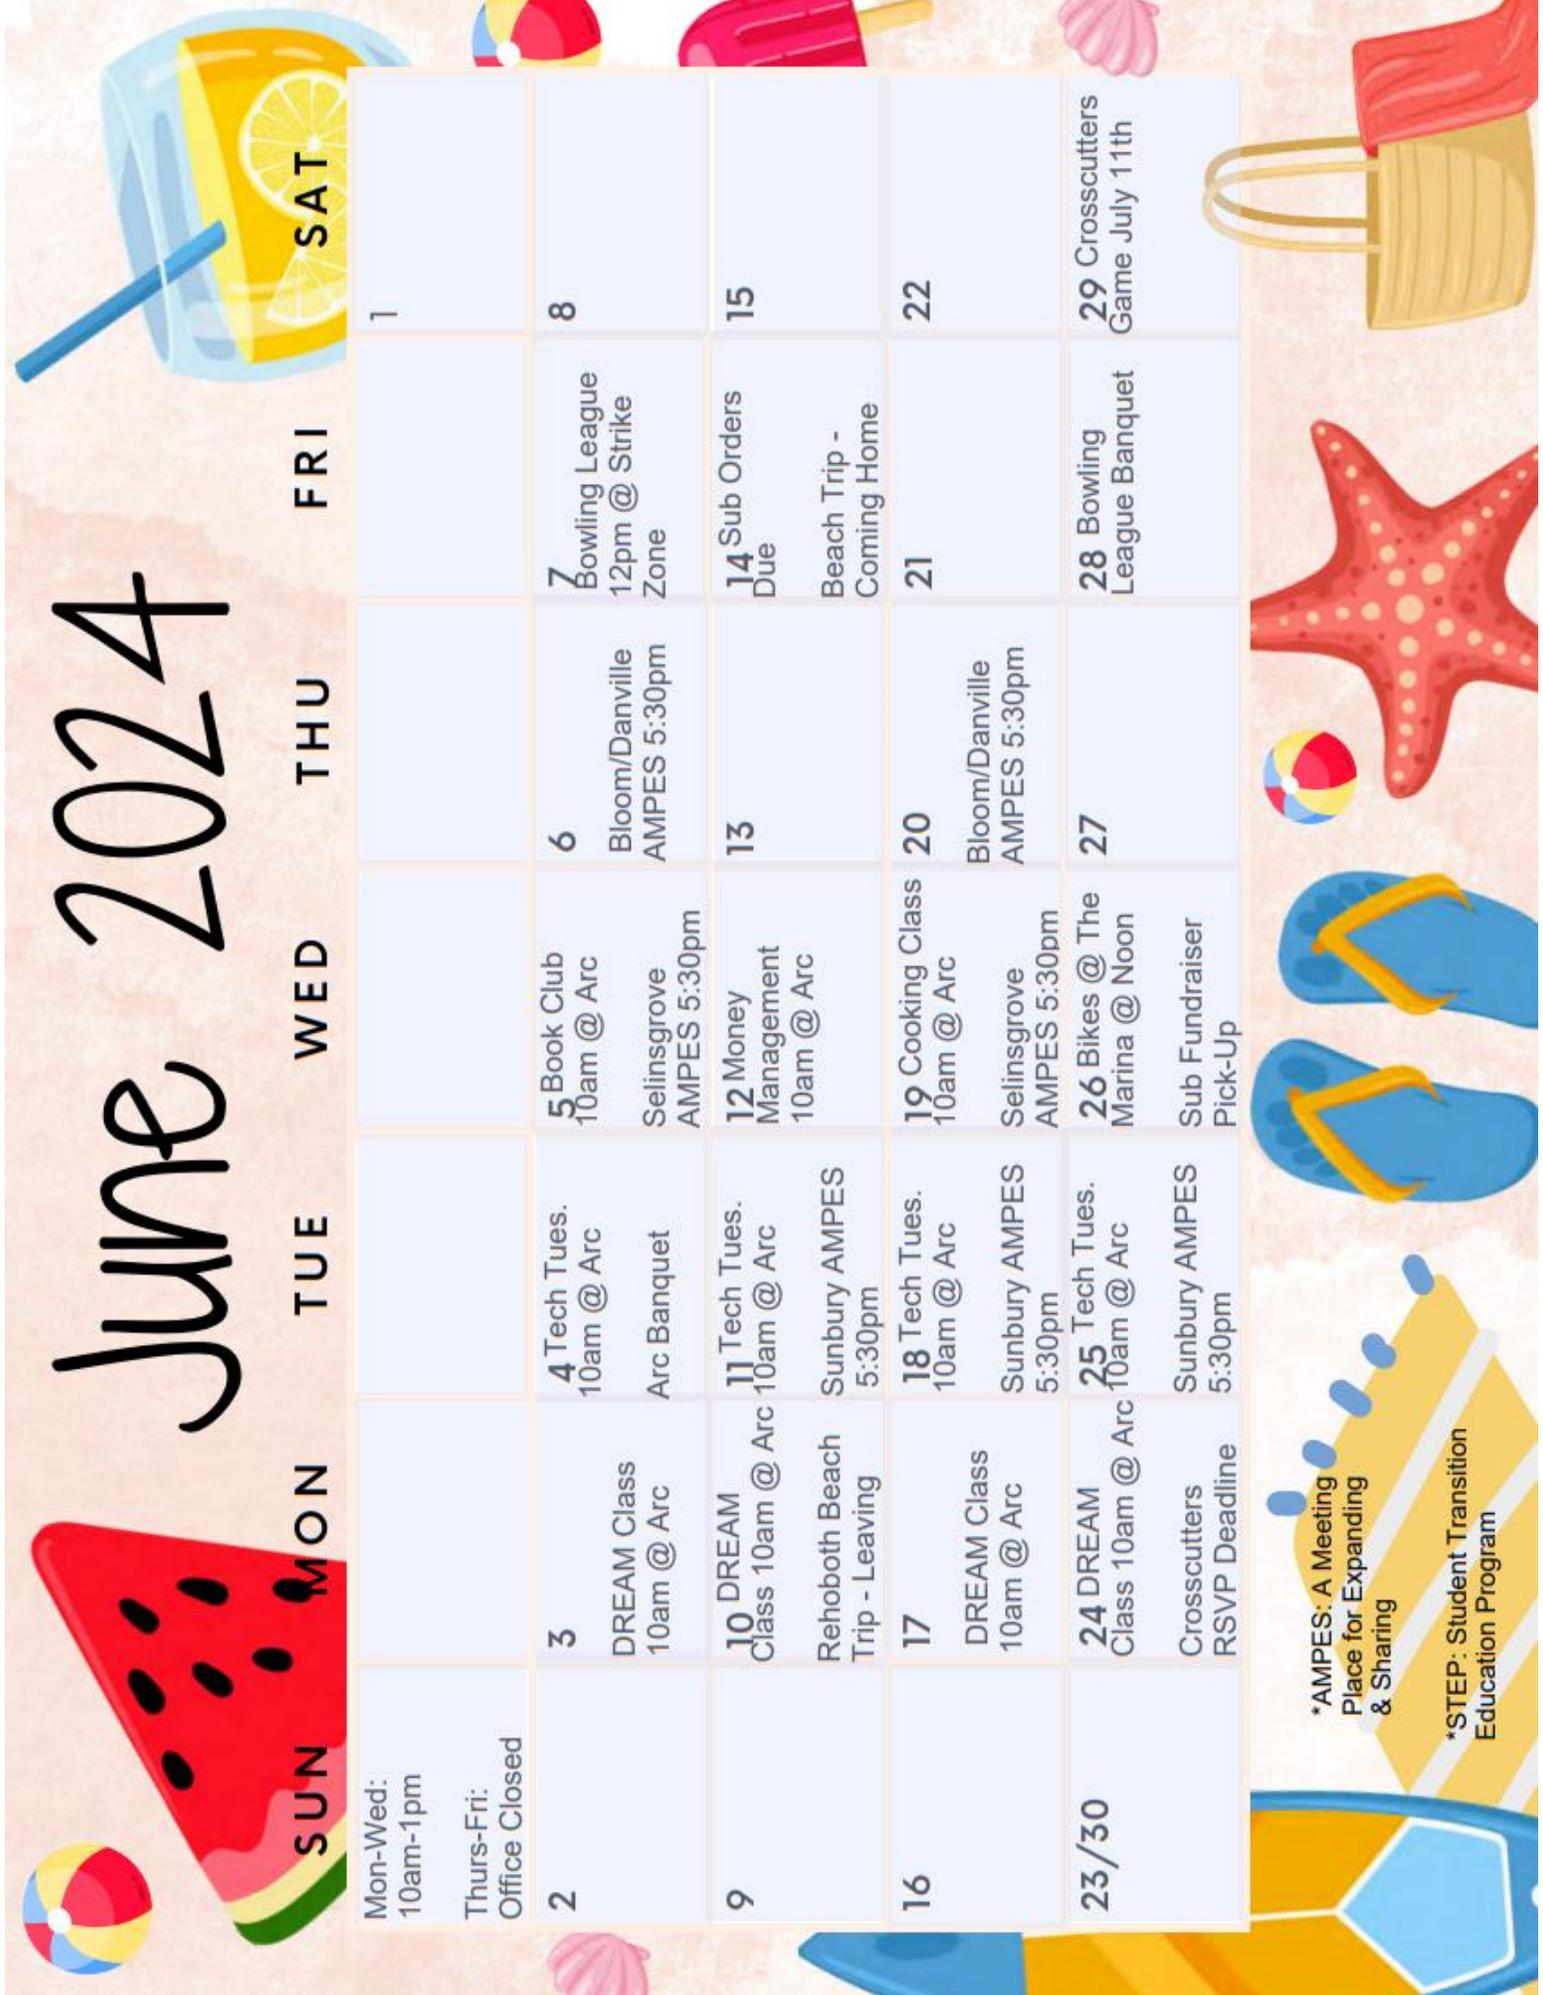 June 2024
SUN MON TUE WED THU FRI SAT
Mon-Wed:
10am-1pm
Thurs-Fri:
Office Closed
1
2
3
DREAM Class
10am @ Arc
4 Tech Tues.
10am @ Arc
Arc Banquet
5 Book Club
10am @ Arc
Selinsgrove
AMPES 5:30pm
6
Bloom/Danville
AMPES 5:30pm
7
Bowling League
12pm @ Strike
Zone
8
9
10 DREAM
Class 10am @ Arc
Rehoboth Beach
Trip - Leaving
11 Tech Tues.
10am @ Arc
Sunbury AMPES
5:30pm
12 Money
Management
10am @ Arc
13
14 Sub Orders
Due
Beach Trip -
Coming Home
15
16
17
DREAM Class
10am @ Arc
18 Tech Tues.
10am @ Arc
Sunbury AMPES
5:30pm
19 Cooking Class
10am @ Arc
Selinsgrove
AMPES 5:30pm
20
Bloom/Danville
AMPES 5:30pm
21
22
23/30
24 DREAM
Class 10am @ Arc
Crosscutters
RSVP Deadline
25 Tech Tues.
10am @ Arc
Sunbury AMPES
5:30pm
26 Bikes @ The
Marina @ Noon
Sub Fundraiser
Pick-Up
27
28 Bowling
League Banquet
29 Crosscutters
Game July 11th
*AMPES: A Meeting
Place for Expanding
& Sharing
*STEP: Student Transition
Education Program